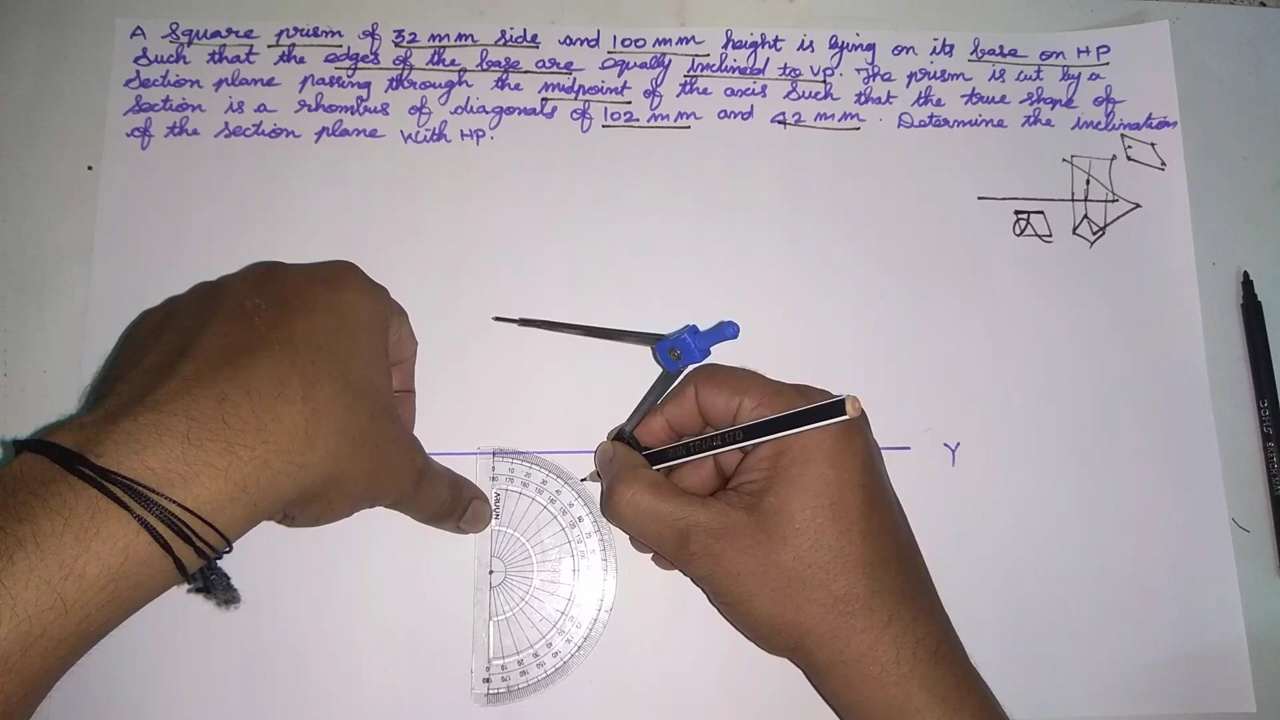 A Square prism of 32 mm side and 100 mm height is lying on its base on HP
Such that the edges of the base are equally inclined to VP. The prism is cut by a
Section plane passing through the midpoint of the axis Such that the true shape of
Section is a rhombus of diagonals of 102 mm and 42 mm. Determine the inclination
of the section plane with HP.
Y